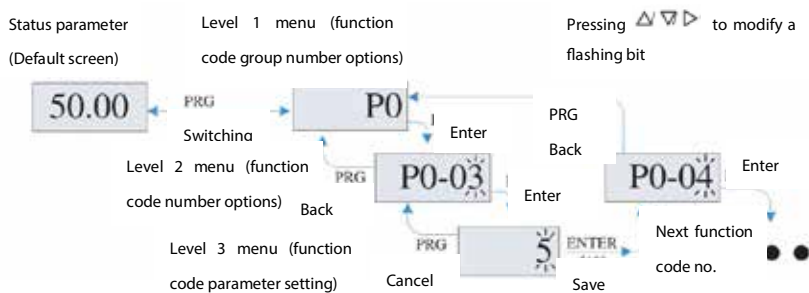 Status parameter
(Default screen)
Level 1 menu (function
code group number options)
Pressing △/ ▽/ ▷ to modify a
flashing bit
50.00
PRG
Switching
P0
Enter
PRG
Back
Level 2 menu (function
code number options)
PRG
Back
P0-03
Enter
P0-04
Enter
Level 3 menu (function
code parameter setting)
PRG
Cancel
5
ENTER
Save
Next function
code no.